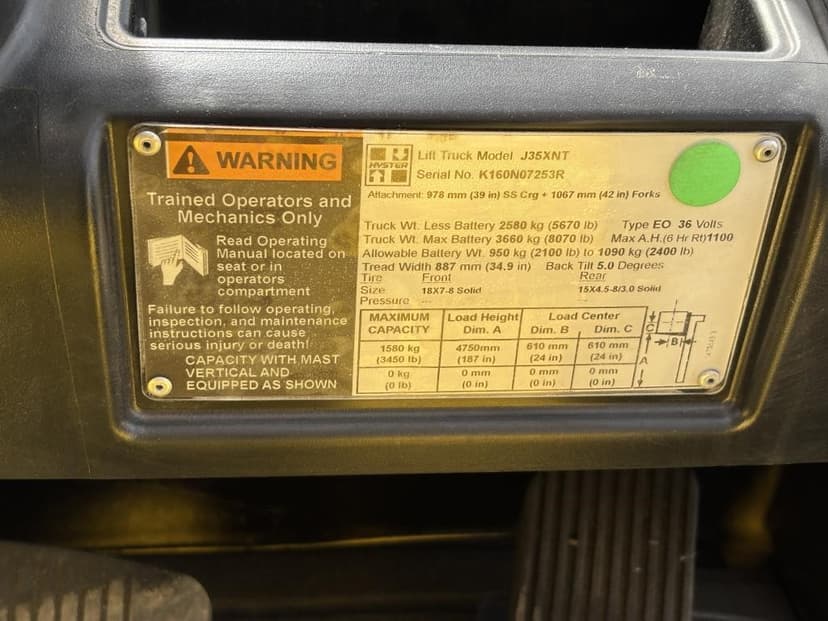 WARNING
Trained Operators and
Mechanics Only
Read Operating
Manual located on
seat or in
operators
compartment
Failure to follow operating,
inspection, and maintenance
instructions can cause
serious injury or death!
CAPACITY WITH MAST
VERTICAL AND
EQUIPPED AS SHOWN
HYSTER
Lift Truck Model J35XNT
Serial No. K160N07253R
Attachment: 978 mm (39 in) SS Crg + 1067 mm (42 in) Forks
Truck Wt. Less Battery 2580 kg (5670 lb) Type EO 36 Volts
Truck Wt. Max Battery 3660 kg (8070 lb) Max A.H.(6 Hr Rt)1100
Allowable Battery Wt. 950 kg (2100 lb) to 1090 kg (2400 lb)
Tread Width 887 mm (34.9 in) Back Tilt 5.0 Degrees
Tire Front Rear
Size 18X7-8 Solid 15X4.5-8/3.0 Solid
Pressure --- ---
MAXIMUM CAPACITY Load Height Dim. A Load Center Dim. B Dim. C
1580 kg 4750mm 610 mm 610 mm
(3450 lb) (187 in) (24 in) (24 in)
0 kg 0 mm 0 mm 0 mm
(0 lb) (0 in) (0 in) (0 in)
C
B
A